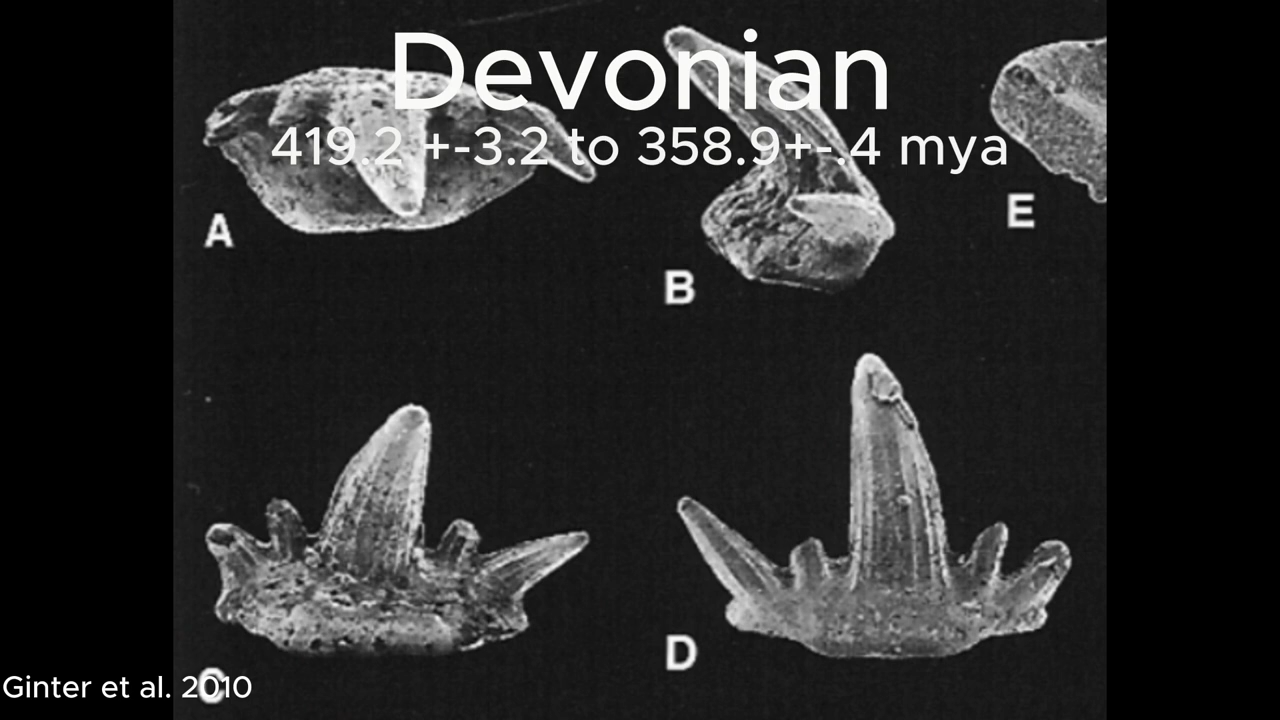 Devonian
419.2 +-3.2 to 358.9+-.4 mya
A
B
E
C
D
Ginter et al. 2010